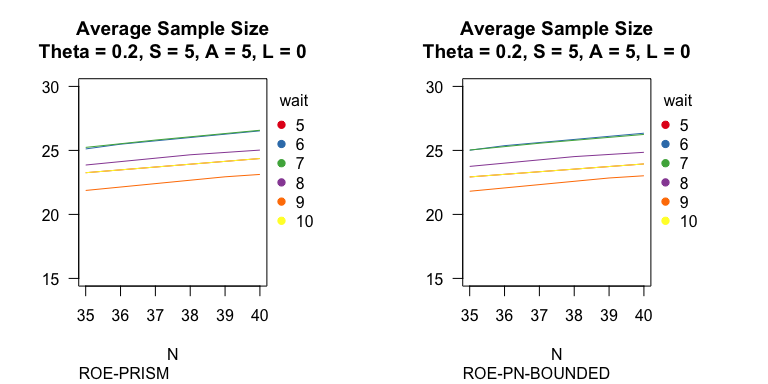 Average Sample Size
Theta = 0.2, S = 5, A = 5, L = 0
30
25
20
15
35 36 37 38 39 40
N
ROE-PRISM
wait
5
6
7
8
9
10
Average Sample Size
Theta = 0.2, S = 5, A = 5, L = 0
30
25
20
15
35 36 37 38 39 40
N
ROE-PN-BOUNDED
wait
5
6
7
8
9
10